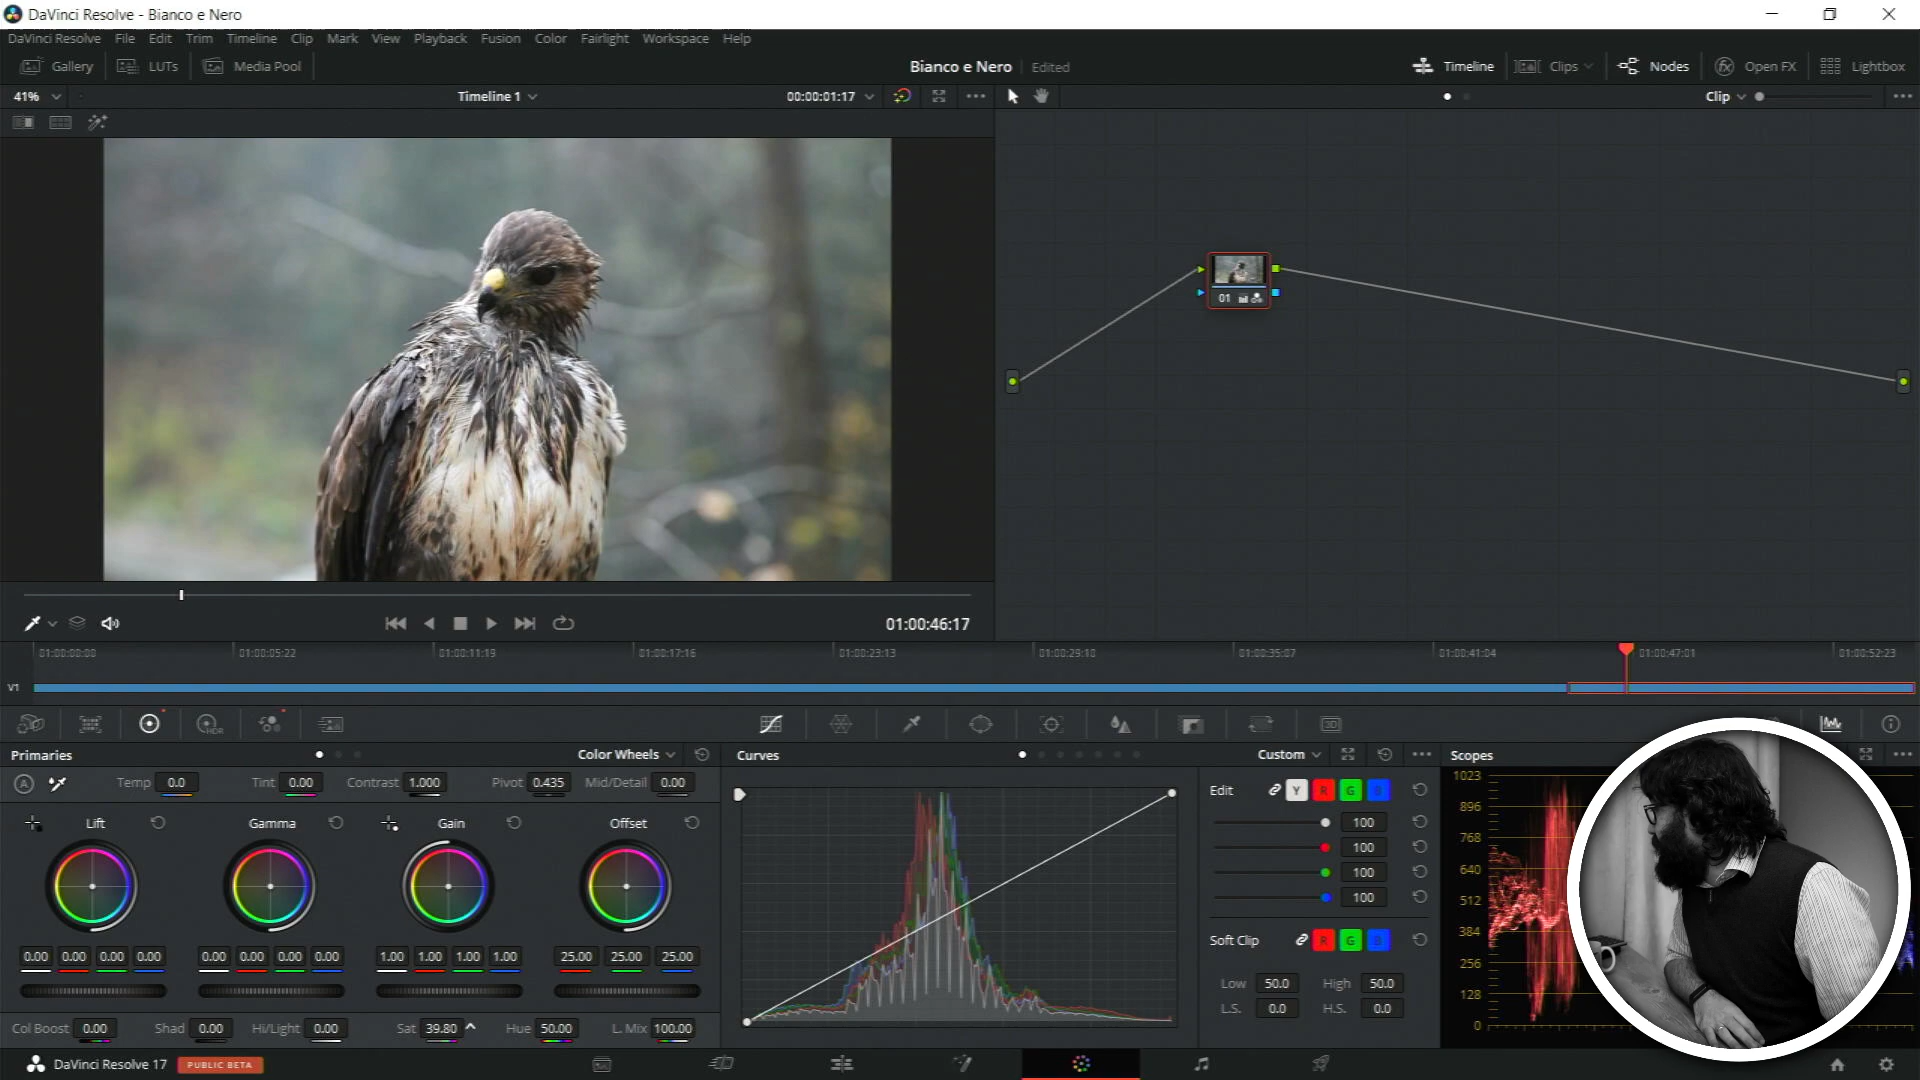 DaVinci Resolve - Bianco e Nero
DaVinci Resolve File Edit Trim Timeline Clip Mark View Playback Fusion Color Fairlight Workspace Help
Gallery LUTs Media Pool Bianco e Nero Edited Timeline Clips Nodes Open FX Lightbox
41% Timeline 1 00:00:01:17 Clip
01
01:00:46:17
01:00:00:00 01:00:05:22 01:00:11:19 01:00:17:16 01:00:23:13 01:00:29:10 01:00:35:07 01:00:41:04 01:00:47:01 01:00:52:23
V1
HDR 3D
Primaries Color Wheels Curves Custom Scopes
A Temp 0.0 Tint 0.00 Contrast 1.000 Pivot 0.435 Mid/Detail 0.00
Edit Y R G B
Lift Gamma Gain Offset
100
100
100
100
Soft Clip R G B
0.00 0.00 0.00 0.00 0.00 0.00 0.00 0.00 1.00 1.00 1.00 1.00 25.00 25.00 25.00
Low 50.0 High 50.0
L.S. 0.0 H.S. 0.0
Col Boost 0.00 Shad 0.00 Hi/Light 0.00 Sat 39.80 Hue 50.00 L. Mix 100.00
1023
896
768
640
512
384
256
128
0
DaVinci Resolve 17 PUBLIC BETA